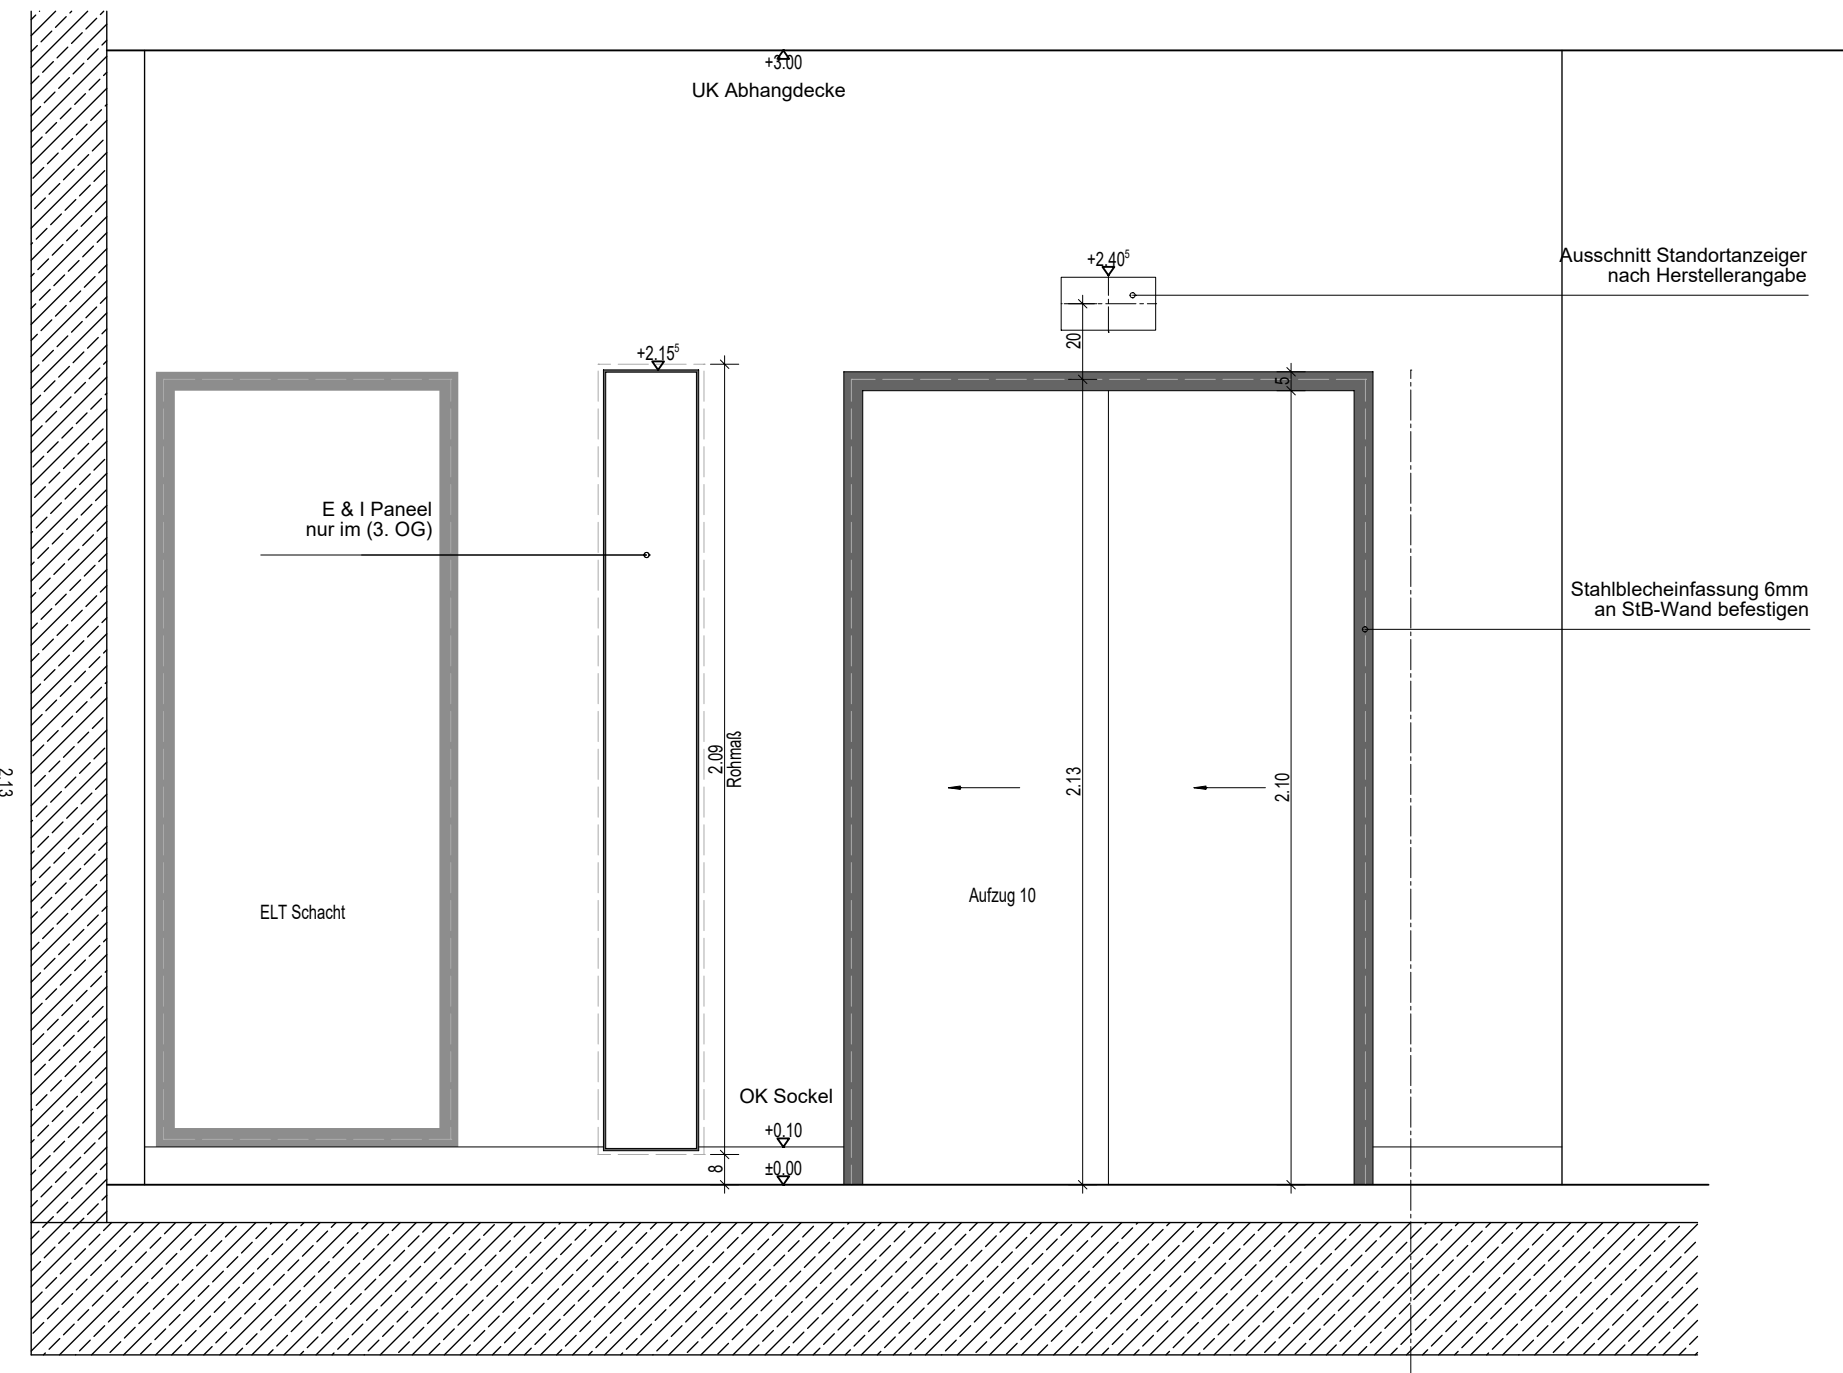 +3.00
UK Abhangdecke
+2.40⁵
Ausschnitt Standortanzeiger
nach Herstellerangabe
20
+2.15⁵
5
E & I Paneel
nur im (3. OG)
Stahlblecheinfassung 6mm
an StB-Wand befestigen
2.13
2.09
Rohmaß
2.13
2.10
ELT Schacht
Aufzug 10
OK Sockel
+0.10
±0.00
8